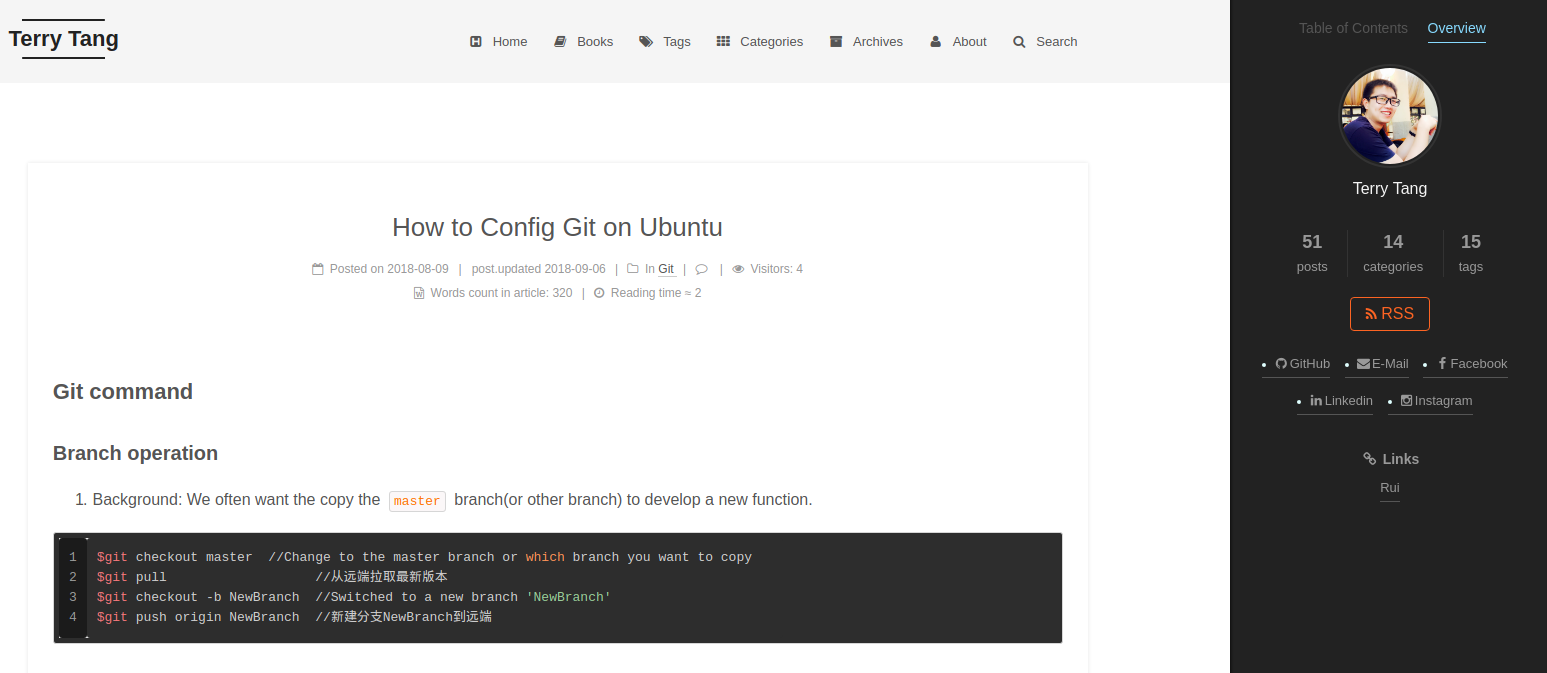 Terry Tang
Home Books Tags Categories Archives About Search
Table of Contents Overview
Terry Tang
51 14 15
posts categories tags
RSS
GitHub E-Mail Facebook
Linkedin Instagram
Links
Rui
How to Config Git on Ubuntu
Posted on 2018-08-09 | post.updated 2018-09-06 | In Git | | Visitors: 4
Words count in article: 320 | Reading time ≈ 2
Git command
Branch operation
1. Background: We often want the copy the master branch(or other branch) to develop a new function.
1 $git checkout master //Change to the master branch or which branch you want to copy
2 $git pull //从远端拉取最新版本
3 $git checkout -b NewBranch //Switched to a new branch 'NewBranch'
4 $git push origin NewBranch //新建分支NewBranch到远端